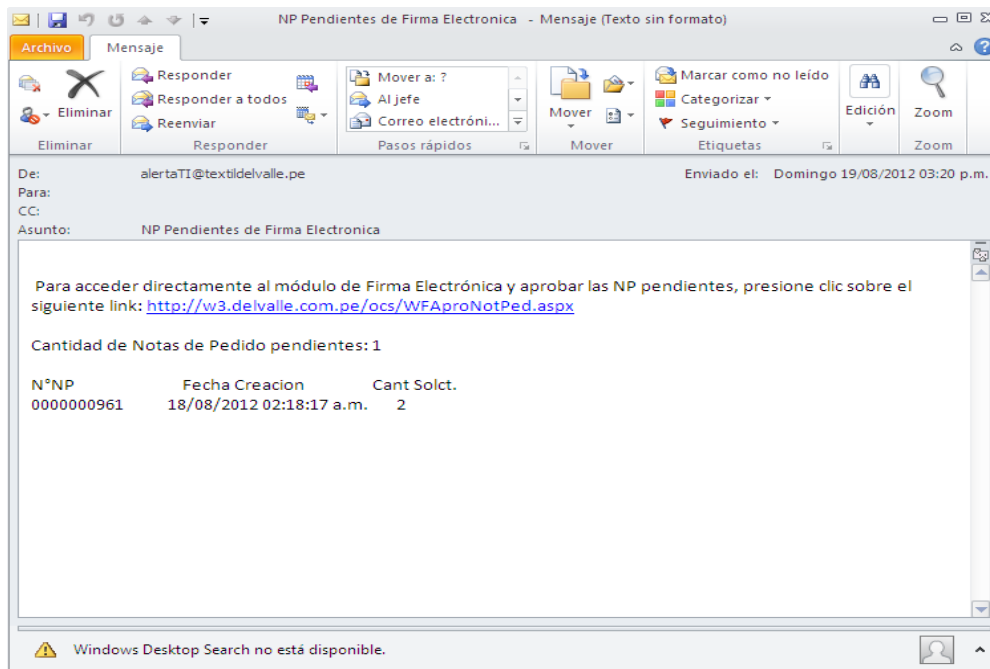 NP Pendientes de Firma Electronica - Mensaje (Texto sin formato)
Archivo Mensaje
Eliminar
Responder
Responder a todos
Reenviar
Mover a: ?
Al jefe
Correo electróni...
Mover
Marcar como no leído
Categorizar
Seguimiento
Edición
Zoom
Eliminar Responder Pasos rápidos Mover Etiquetas Zoom
De: alertaTI@textildelvalle.pe Enviado el: Domingo 19/08/2012 03:20 p.m.
Para:
CC:
Asunto: NP Pendientes de Firma Electronica
Para acceder directamente al módulo de Firma Electrónica y aprobar las NP pendientes, presione clic sobre el
siguiente link: http://w3.delvalle.com.pe/ocs/WFAproNotPed.aspx
Cantidad de Notas de Pedido pendientes: 1
N°NP Fecha Creacion Cant Solct.
0000000961 18/08/2012 02:18:17 a.m. 2
Windows Desktop Search no está disponible.